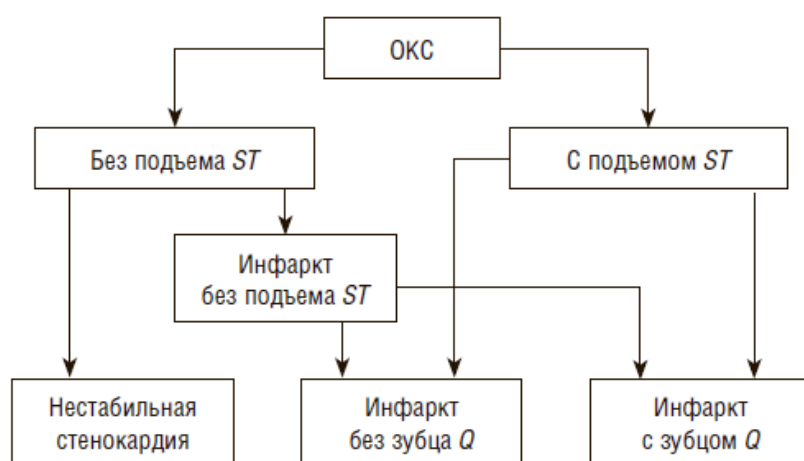 ОКС
Без подъема ST
С подъемом ST
Инфаркт
без подъема ST
Нестабильная
стенокардия
Инфаркт
без зубца Q
Инфаркт
с зубцом Q